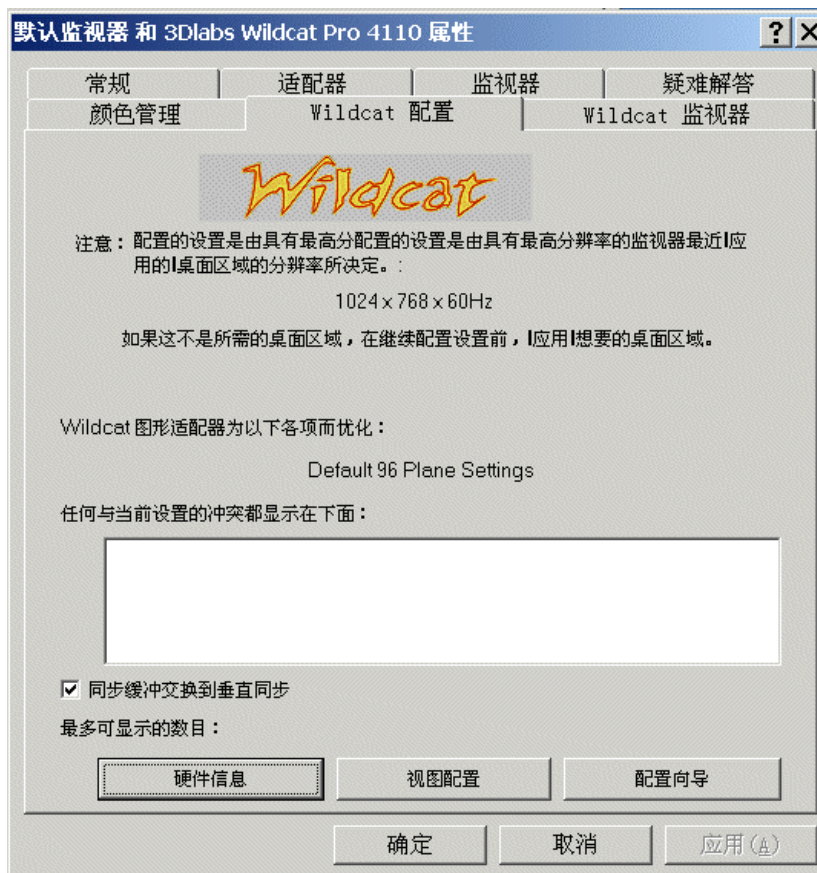 默认监视器 和 3Dlabs Wildcat Pro 4110 属性
常规 适配器 监视器 疑难解答
颜色管理 Wildcat 配置 Wildcat 监视器
Wildcat
注意：配置的设置是由具有最高分配置的设置是由具有最高分辨率的监视器最近I应
用的I桌面区域的分辨率所决定。:
1024 x 768 x 60Hz
如果这不是所需的桌面区域，在继续配置设置前，I应用I想要的桌面区域。
Wildcat 图形适配器为以下各项而优化：
Default 96 Plane Settings
任何与当前设置的冲突都显示在下面：
同步缓冲交换到垂直同步
最多可显示的数目：
硬件信息 视图配置 配置向导
确定 取消 应用(A)